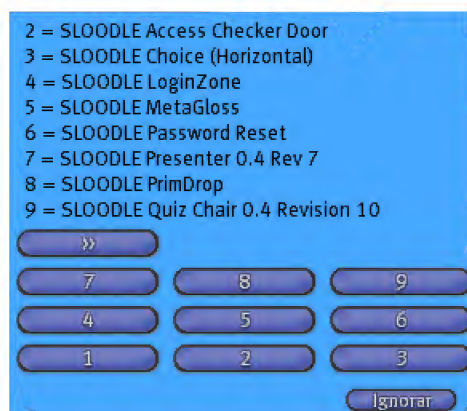 2 = SLOODLE Access Checker Door
3 = SLOODLE Choice (Horizontal)
4 = SLOODLE LoginZone
5 = SLOODLE MetaGloss
6 = SLOODLE Password Reset
7 = SLOODLE Presenter 0.4 Rev 7
8 = SLOODLE PrimDrop
9 = SLOODLE Quiz Chair 0.4 Revision 10
>>
7 8 9
4 5 6
1 2 3
Ignorar